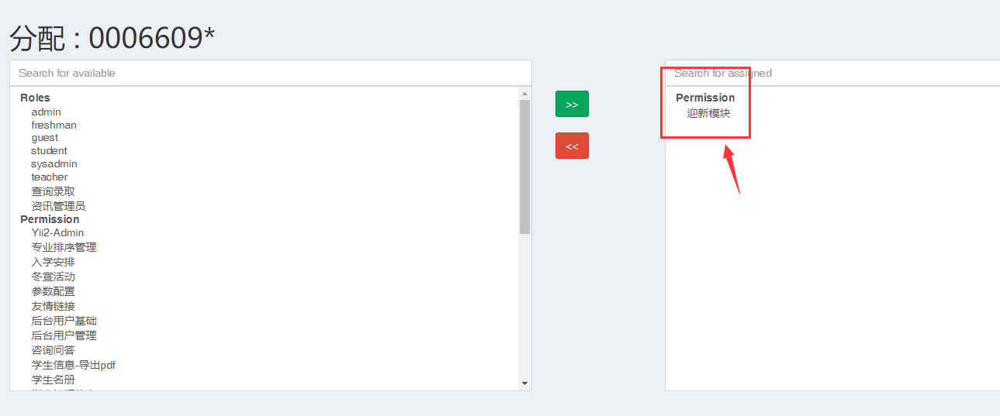 分配 : 0006609*
Search for available
Roles
admin
freshman
guest
student
sysadmin
teacher
查询录取
资讯管理员
Permission
Yii2-Admin
专业排序管理
入学安排
冬宣活动
参数配置
友情链接
后台用户基础
后台用户管理
咨询问答
学生信息-导出pdf
学生名册
>>
<<
Search for assigned
Permission
迎新模块